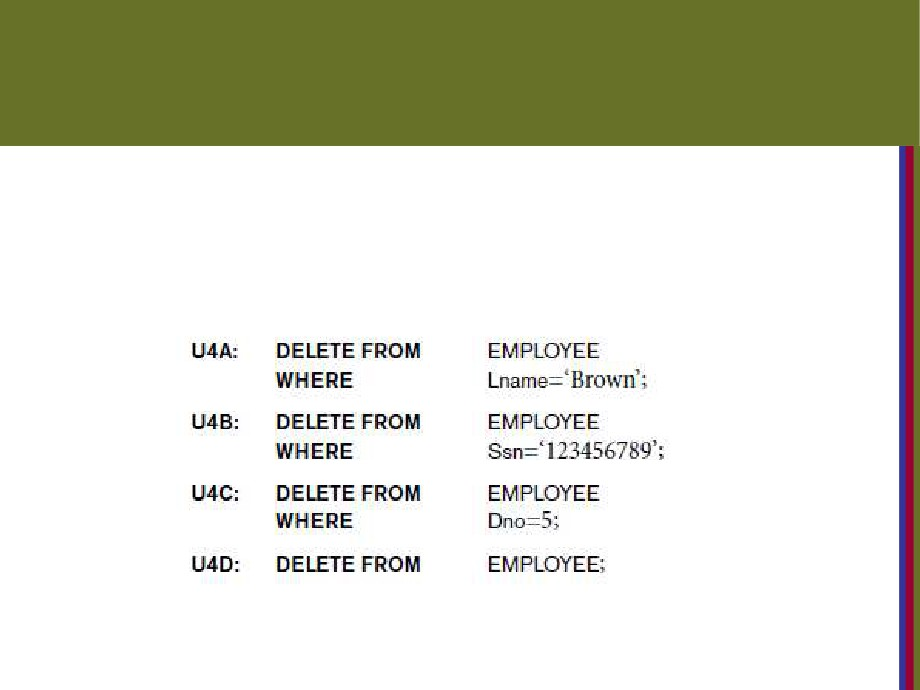 U4A: DELETE FROM EMPLOYEE
WHERE Lname=‘Brown’;
U4B: DELETE FROM EMPLOYEE
WHERE Ssn=‘123456789’;
U4C: DELETE FROM EMPLOYEE
WHERE Dno=5;
U4D: DELETE FROM EMPLOYEE;